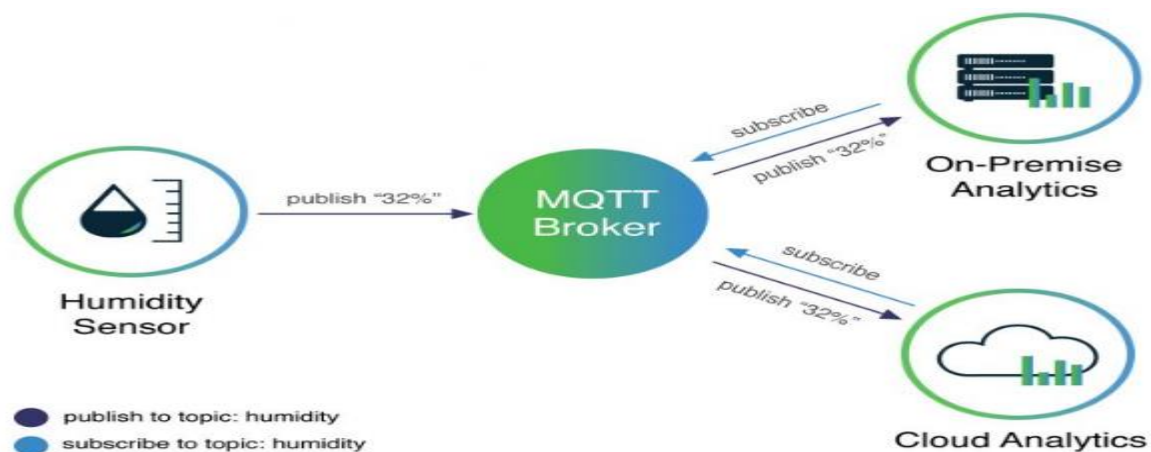 subscribe
publish "32%"
On-Premise
Analytics
publish "32%"
MQTT
Broker
Humidity
Sensor
subscribe
publish "32%"
Cloud Analytics
publish to topic: humidity
subscribe to topic: humidity